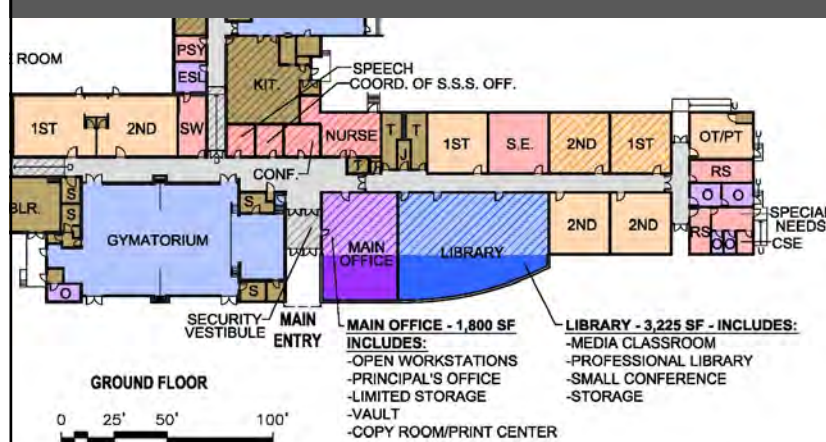 PSY
ROOM
ESL
KIT.
SPEECH
COORD. OF S.S.S. OFF.
1ST
2ND
SW
NURSE
T
T
J
1ST
S.E.
2ND
1ST
OT/PT
CONF.
T
RS
O
O
BLR.
S
S
S
GYMATORIUM
MAIN
OFFICE
LIBRARY
2ND
2ND
RS
O
O
SPECIAL
NEEDS
CSE
O
S
SECURITY
VESTIBULE
MAIN
ENTRY
MAIN OFFICE - 1,800 SF
INCLUDES:
-OPEN WORKSTATIONS
-PRINCIPAL'S OFFICE
-LIMITED STORAGE
-VAULT
-COPY ROOM/PRINT CENTER
LIBRARY - 3,225 SF - INCLUDES:
-MEDIA CLASSROOM
-PROFESSIONAL LIBRARY
-SMALL CONFERENCE
-STORAGE
GROUND FLOOR
0 25' 50' 100'